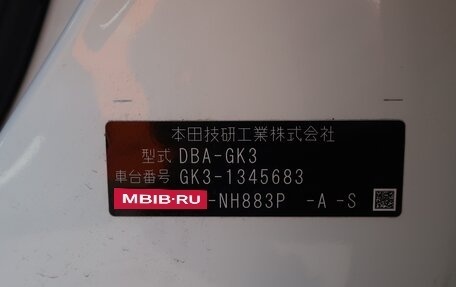 本田技研工業株式会社
型式 DBA-GK3
車台番号 GK3-1345683
MBIB·RU -NH883P -A -S